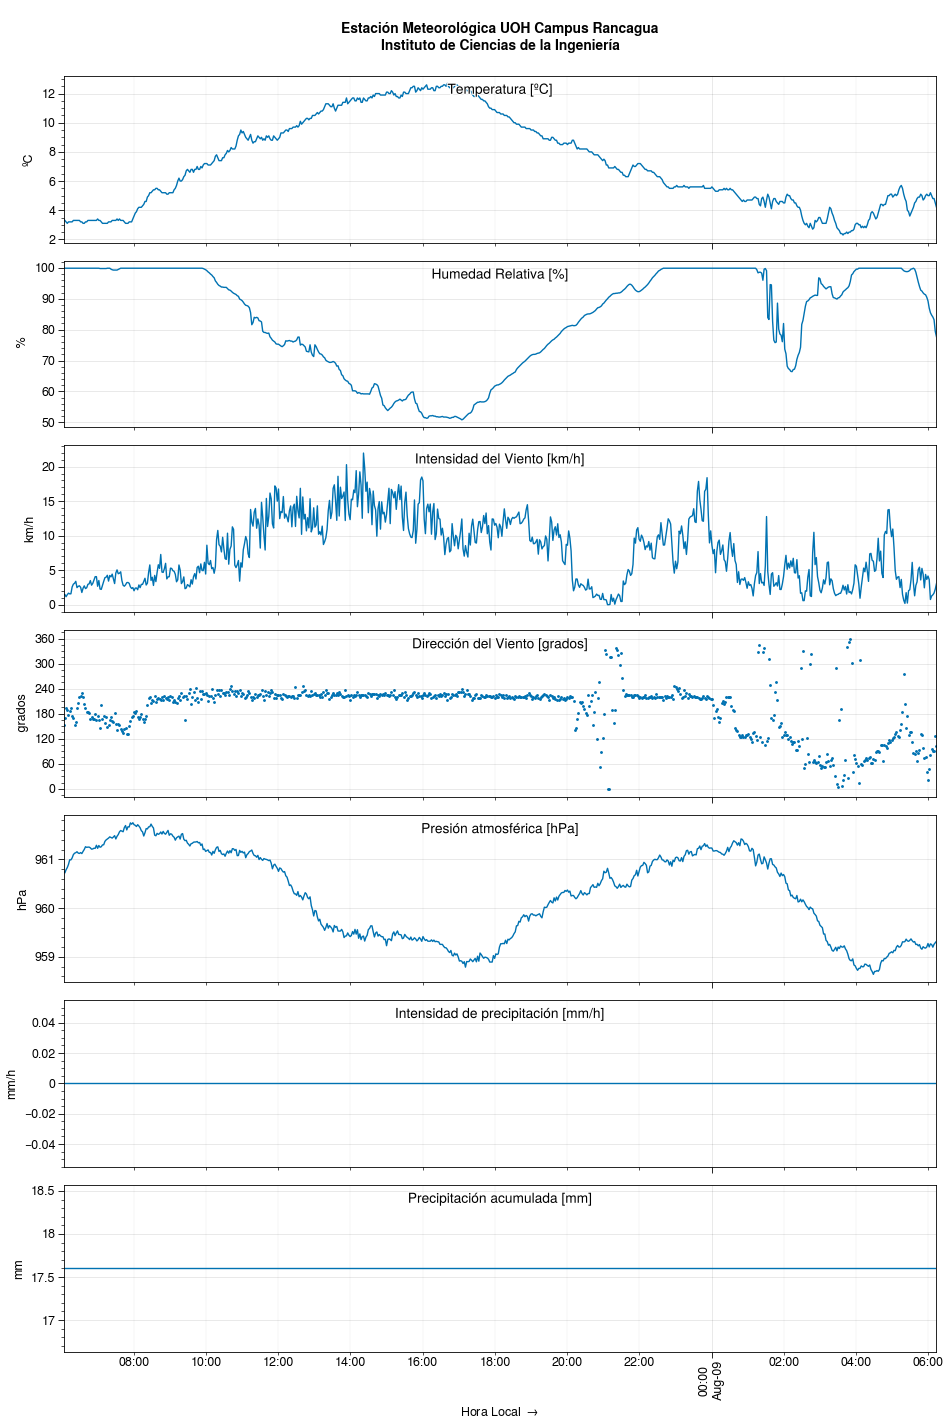 Estación Meteorológica UOH Campus Rancagua
Instituto de Ciencias de la Ingeniería
Temperatura [ºC]
ºC
12
10
8
6
4
2
Humedad Relativa [%]
%
100
90
80
70
60
50
Intensidad del Viento [km/h]
km/h
20
15
10
5
0
Dirección del Viento [grados]
grados
360
300
240
180
120
60
0
Presión atmosférica [hPa]
hPa
961
960
959
Intensidad de precipitación [mm/h]
mm/h
0.04
0.02
0
−0.02
−0.04
Precipitación acumulada [mm]
mm
18.5
18
17.5
17
08:00 10:00 12:00 14:00 16:00 18:00 20:00 22:00 00:00 02:00 04:00 06:00
Aug-09
Hora Local →